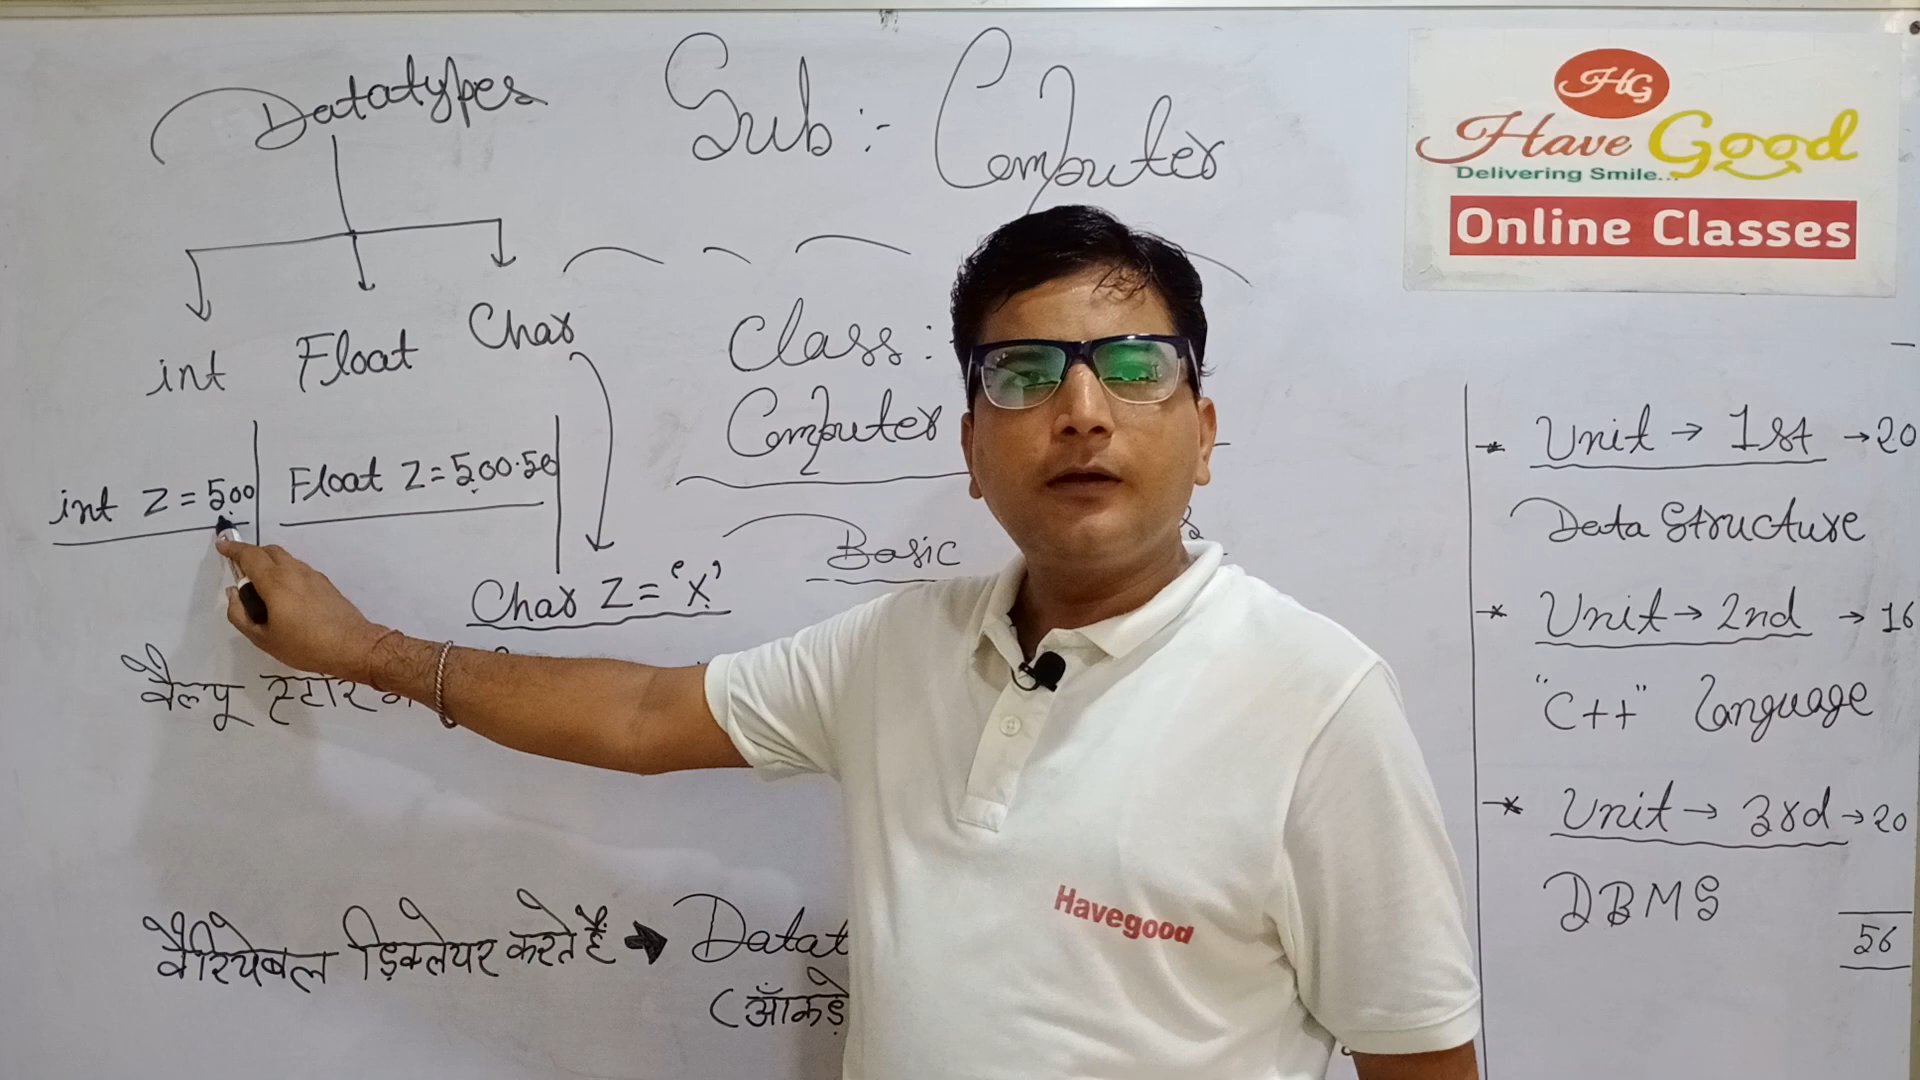 Datatypes
int Float Char
int Z = 500
Float Z = 500.50
Char Z = 'X'
वैल्यू स्टोर
वैरियेबल डिक्लेयर करते हैं → Datat
(आँकड़े
Sub :- Computer
Class :
Computer
Basic
HG
Have Good
Delivering Smile...
Online Classes
* Unit → 1st → 20
Data Structure
* Unit → 2nd → 16
"C++" Language
* Unit → 3rd → 20
DBMS
56
Havegood